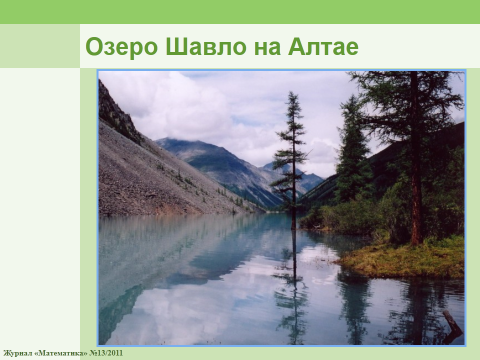 Озеро Шавло на Алтае
Журнал «Математика» №13/2011